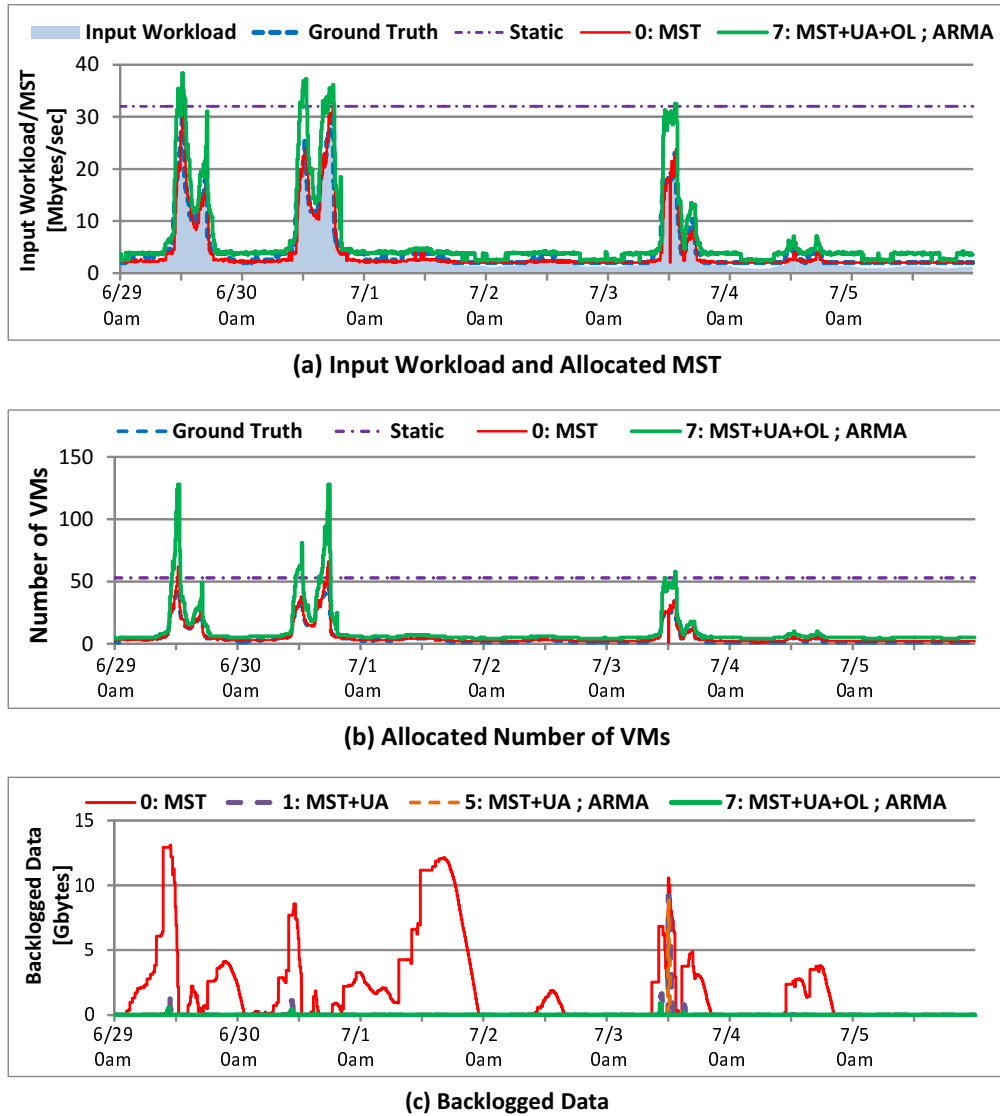 Input Workload Ground Truth Static 0: MST 7: MST+UA+OL ; ARMA
Input Workload/MST
[Mbytes/sec]
40
30
20
10
0
6/29 6/30 7/1 7/2 7/3 7/4 7/5
0am 0am 0am 0am 0am 0am 0am
(a) Input Workload and Allocated MST
Ground Truth Static 0: MST 7: MST+UA+OL ; ARMA
Number of VMs
150
100
50
0
6/29 6/30 7/1 7/2 7/3 7/4 7/5
0am 0am 0am 0am 0am 0am 0am
(b) Allocated Number of VMs
0: MST 1: MST+UA 5: MST+UA ; ARMA 7: MST+UA+OL ; ARMA
Backlogged Data
[Gbytes]
15
10
5
0
6/29 6/30 7/1 7/2 7/3 7/4 7/5
0am 0am 0am 0am 0am 0am 0am
(c) Backlogged Data